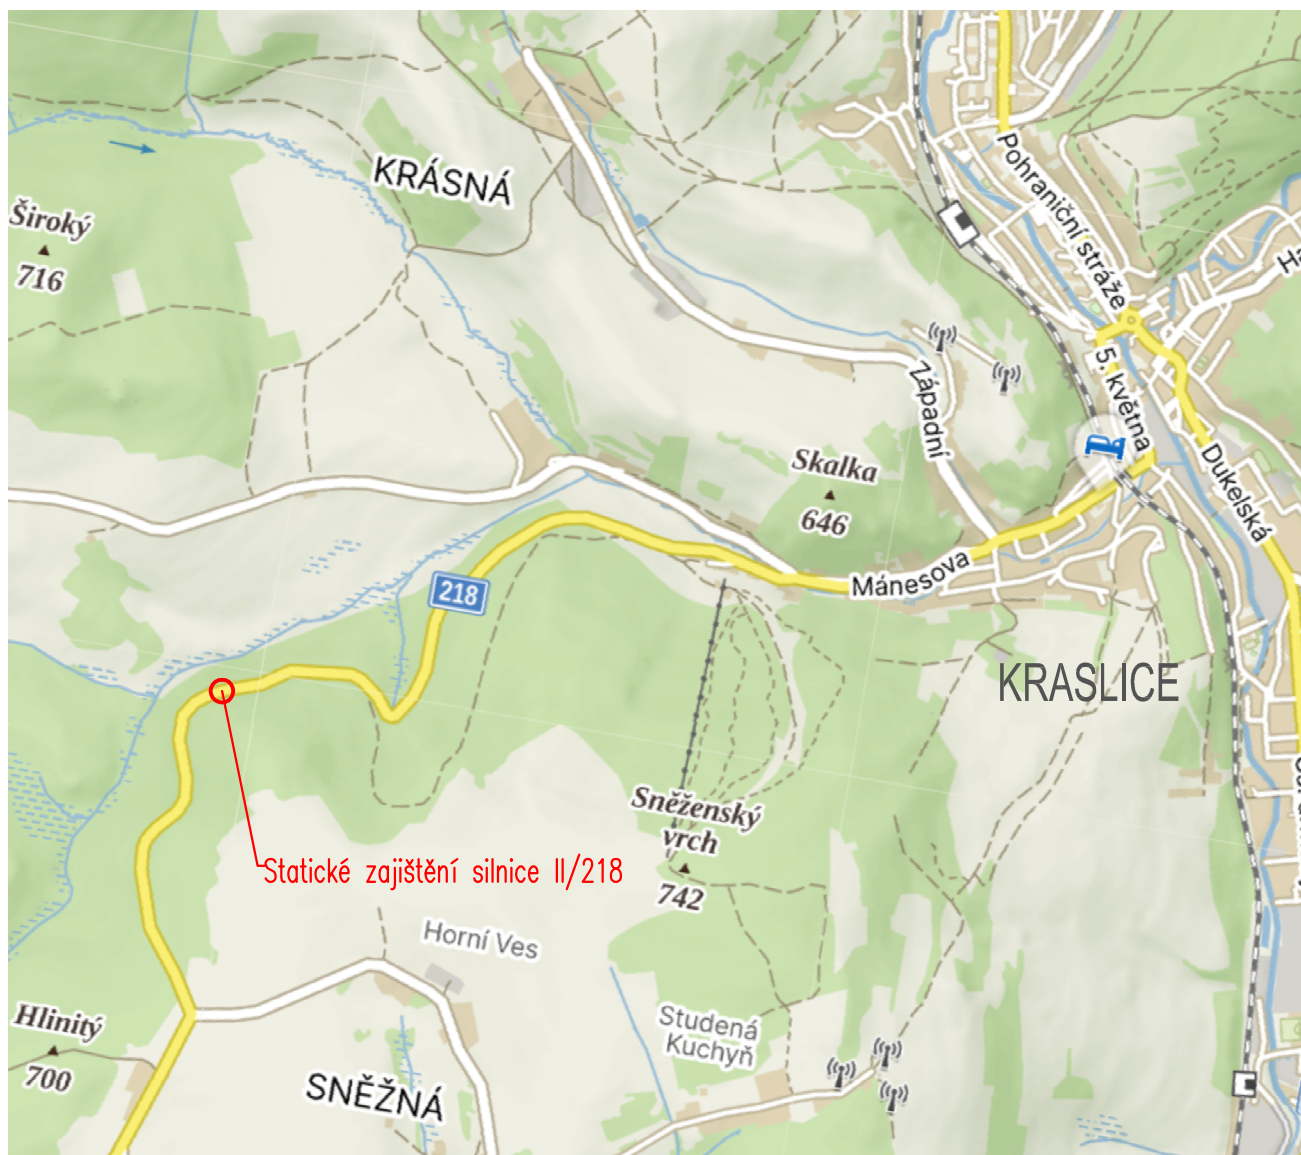 Pohraniční stráže
KRÁSNÁ
Široký
716
5. května
Západní
Skalka
646
Dukelská
218
Mánesova
KRASLICE
Sněženský
vrch
742
Statické zajištění silnice II/218
Horní Ves
Hlinitý
700
Studená
Kuchyň
SNĚŽNÁ